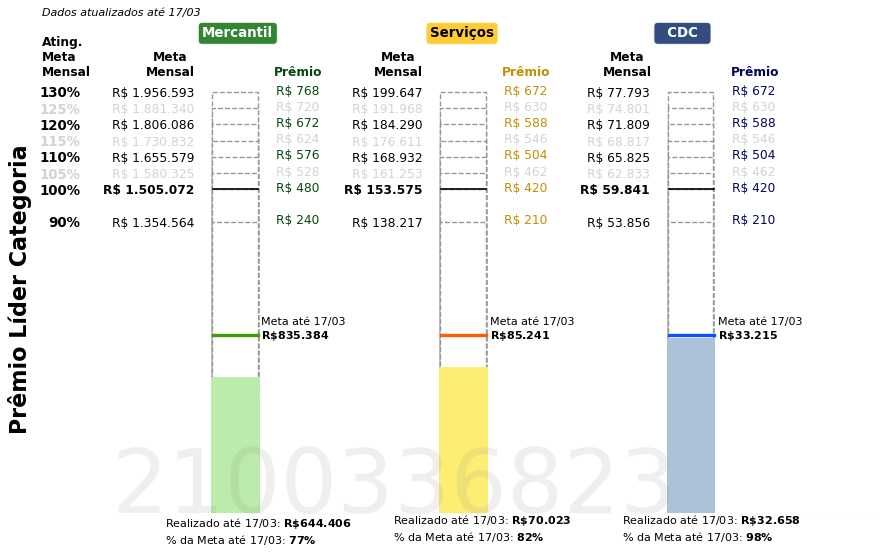 Dados atualizados até 17/03
Mercantil Serviços CDC
Ating. Meta Mensal Meta Mensal Prêmio Meta Mensal Prêmio Meta Mensal Prêmio
130% R$ 1.956.593 R$ 768 R$ 199.647 R$ 672 R$ 77.793 R$ 672
125% R$ 1.881.340 R$ 720 R$ 191.968 R$ 630 R$ 74.801 R$ 630
120% R$ 1.806.086 R$ 672 R$ 184.290 R$ 588 R$ 71.809 R$ 588
115% R$ 1.730.832 R$ 624 R$ 176.611 R$ 546 R$ 68.817 R$ 546
110% R$ 1.655.579 R$ 576 R$ 168.932 R$ 504 R$ 65.825 R$ 504
105% R$ 1.580.325 R$ 528 R$ 161.253 R$ 462 R$ 62.833 R$ 462
100% R$ 1.505.072 R$ 480 R$ 153.575 R$ 420 R$ 59.841 R$ 420
90% R$ 1.354.564 R$ 240 R$ 138.217 R$ 210 R$ 53.856 R$ 210
Prêmio Líder Categoria
Meta até 17/03 Meta até 17/03 Meta até 17/03
R$835.384 R$85.241 R$33.215
2100336823
Realizado até 17/03: R$644.406 Realizado até 17/03: R$70.023 Realizado até 17/03: R$32.658
% da Meta até 17/03: 77% % da Meta até 17/03: 82% % da Meta até 17/03: 98%